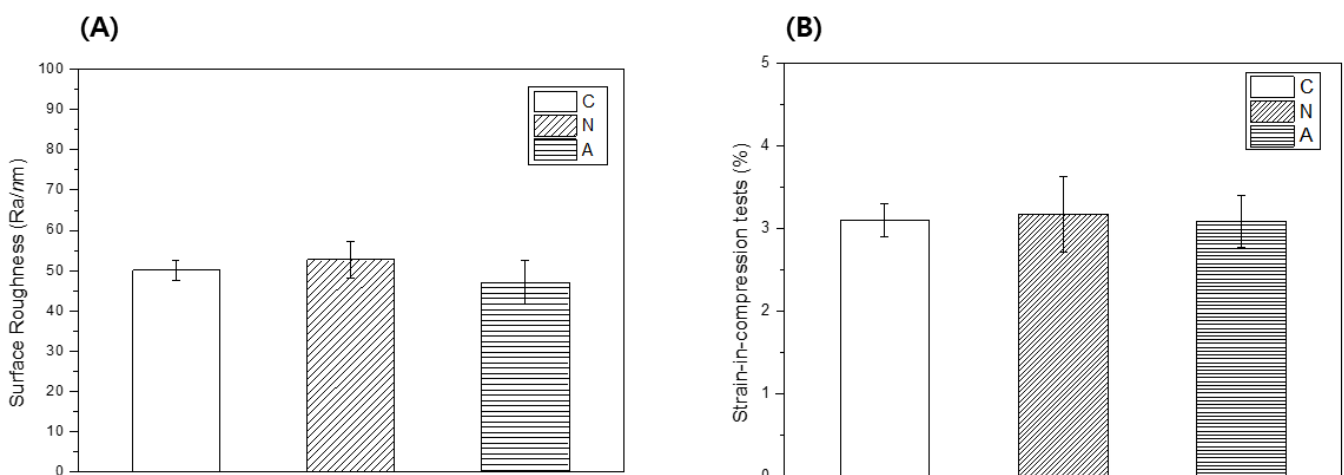 (A)
Surface Roughness (Ra/nm)
100
90
80
70
60
50
40
30
20
10
0
C
N
A
(B)
Strain-in-compression tests (%)
5
4
3
2
1
0
C
N
A